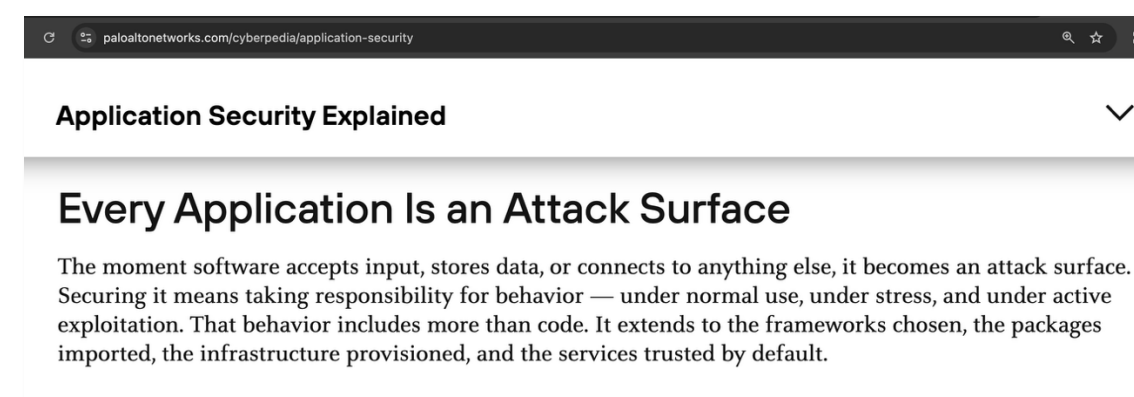 paloaltonetworks.com/cyberpedia/application-security
Application Security Explained
Every Application Is an Attack Surface
The moment software accepts input, stores data, or connects to anything else, it becomes an attack surface.
Securing it means taking responsibility for behavior — under normal use, under stress, and under active
exploitation. That behavior includes more than code. It extends to the frameworks chosen, the packages
imported, the infrastructure provisioned, and the services trusted by default.